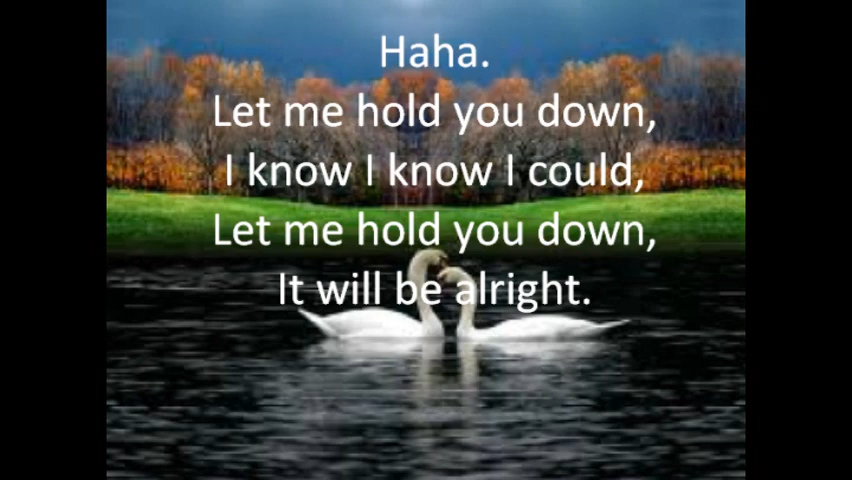 Haha.
Let me hold you down,
I know I know I could,
Let me hold you down,
It will be alright.